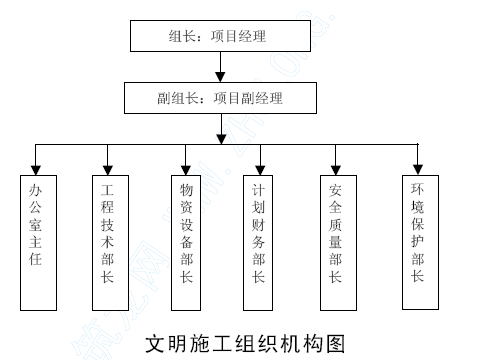 组长：项目经理
副组长：项目副经理
办公室主任
工程技术部长
物资设备部长
计划财务部长
安全质量部长
环境保护部长
文明施工组织机构图